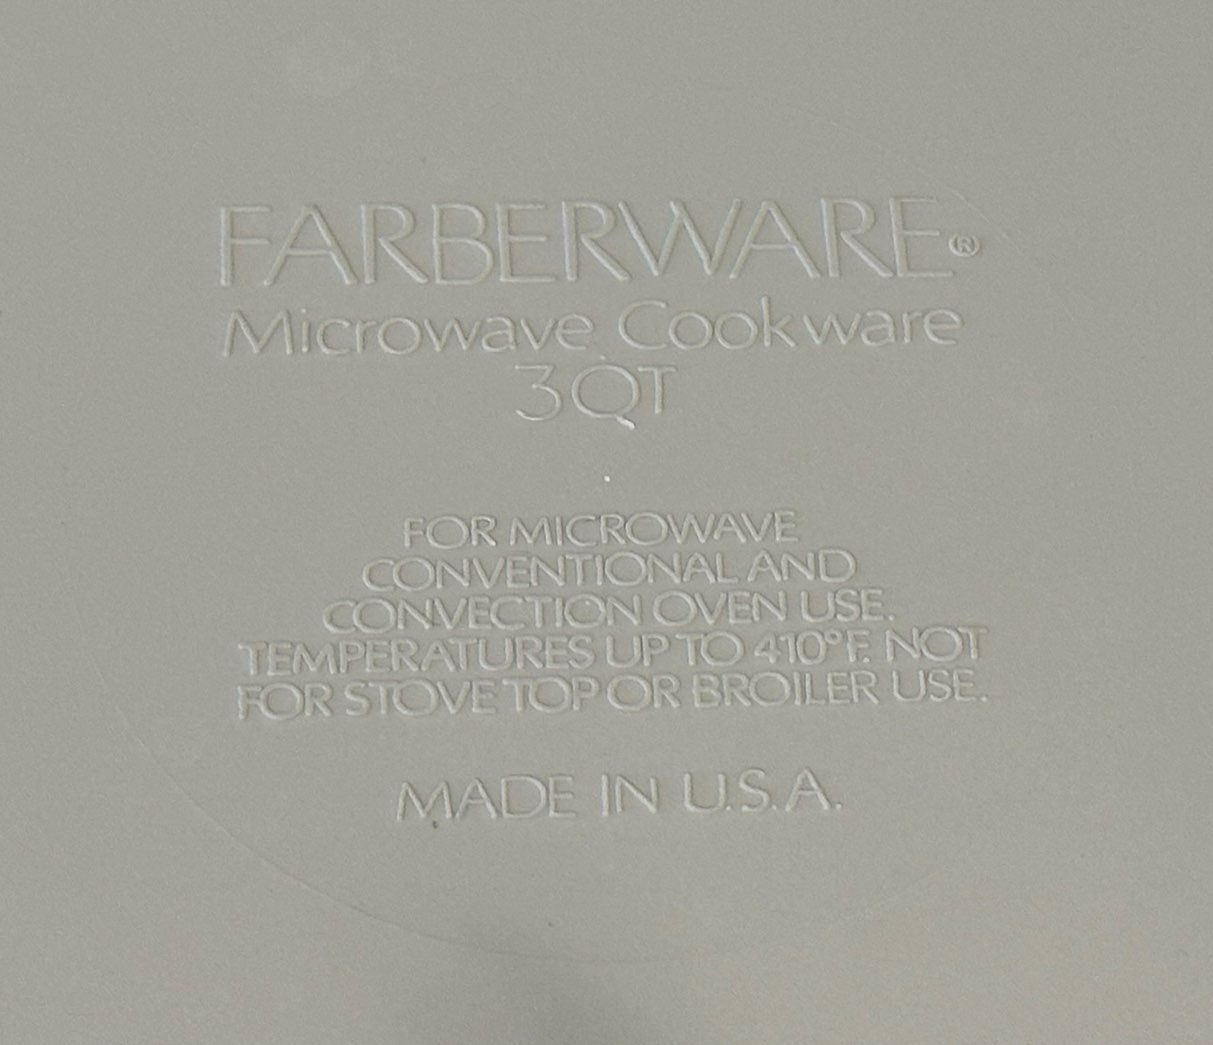 FARBERWARE®
Microwave Cookware
3QT
FOR MICROWAVE
CONVENTIONAL AND
CONVECTION OVEN USE.
TEMPERATURES UP TO 410°F. NOT
FOR STOVE TOP OR BROILER USE.
MADE IN U.S.A.